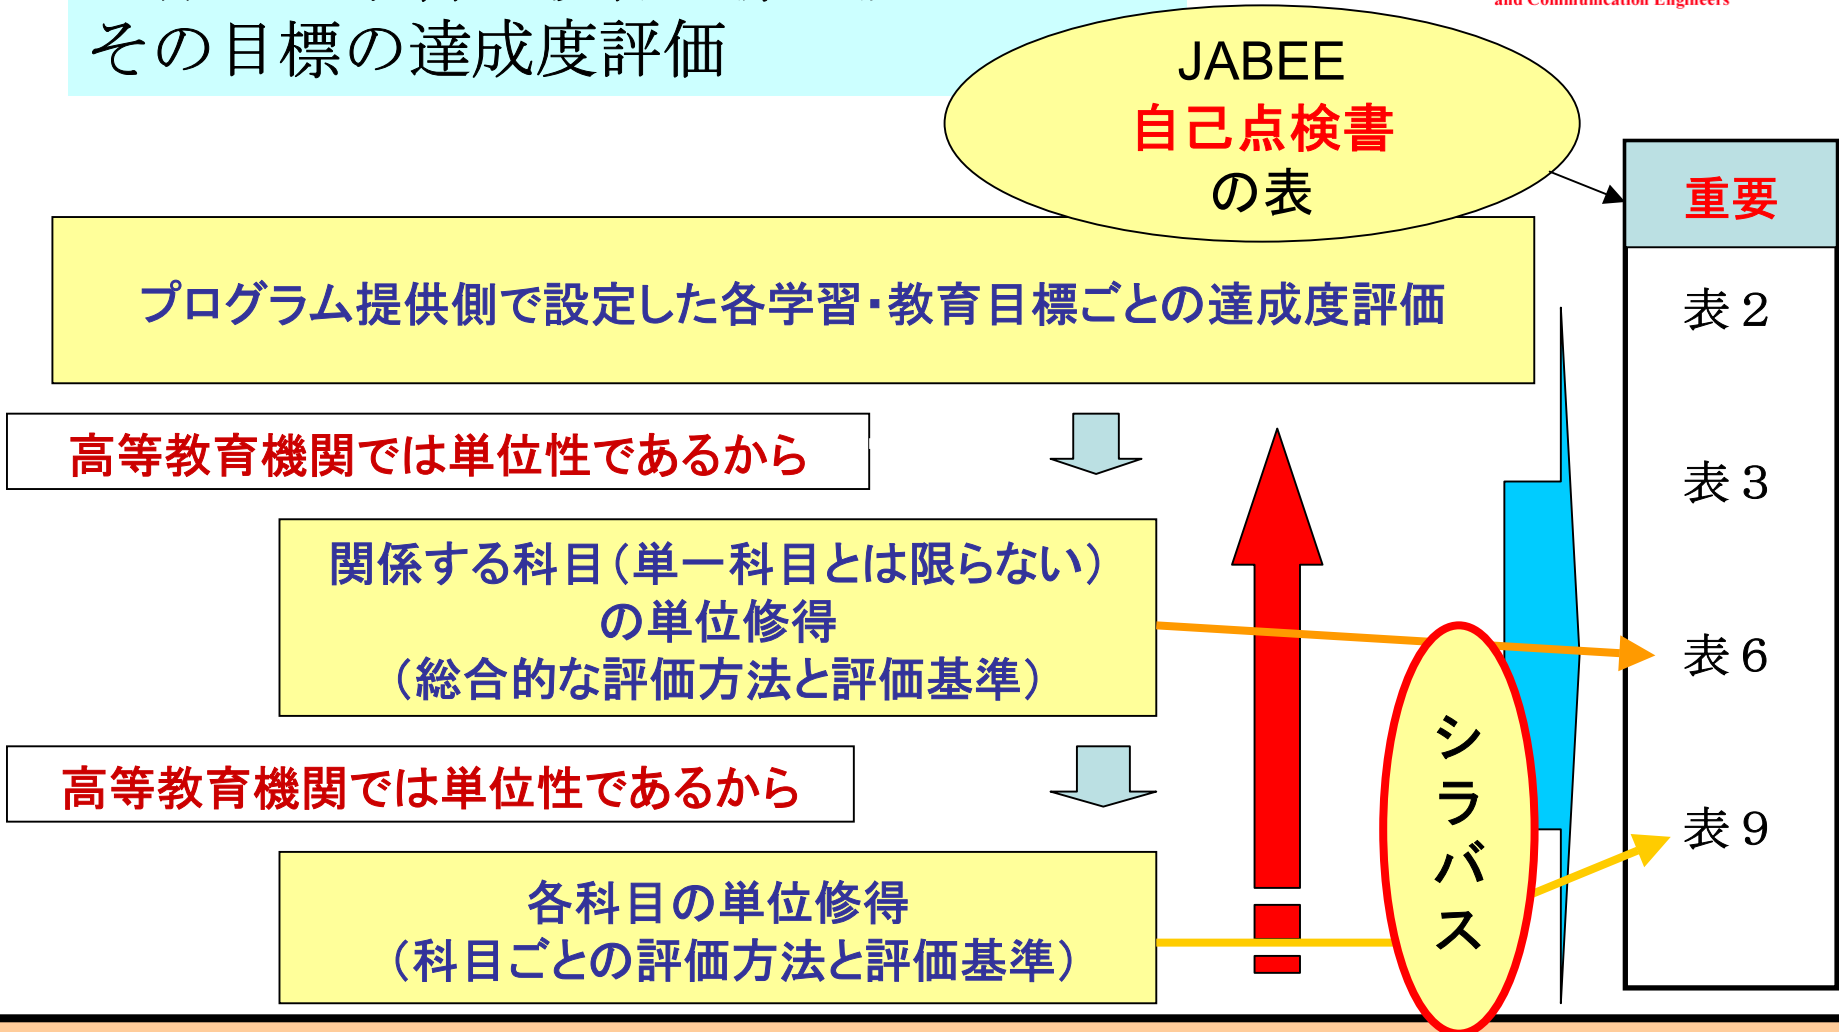 and Communication Engineers
その目標の達成度評価
JABEE
自己点検書
の表
重要
プログラム提供側で設定した各学習・教育目標ごとの達成度評価
表２
高等教育機関では単位性であるから
表３
関係する科目（単一科目とは限らない）
の単位修得
（総合的な評価方法と評価基準）
表６
シラバス
高等教育機関では単位性であるから
表９
各科目の単位修得
（科目ごとの評価方法と評価基準）